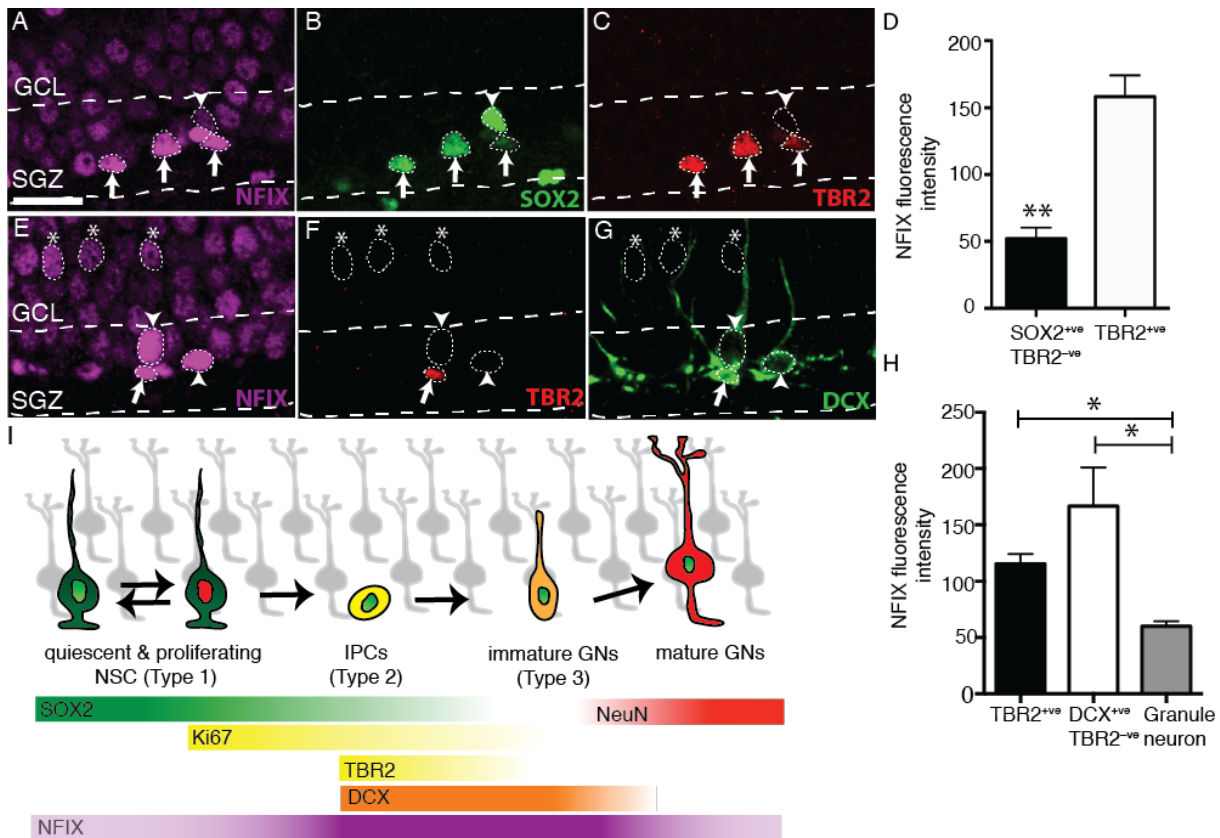 A
B
C
GCL
SGZ
NFIX
SOX2
TBR2
D
200
150
100
50
0
NFIX fluorescence
intensity
**
SOX2+ve
TBR2–ve
TBR2+ve
E
F
G
* * *
* * *
* * *
GCL
SGZ
NFIX
TBR2
DCX
H
250
200
150
100
50
0
NFIX fluorescence
intensity
*
*
TBR2+ve
DCX+ve
TBR2–ve
Granule
neuron
I
quiescent & proliferating
NSC (Type 1)
IPCs
(Type 2)
immature GNs
(Type 3)
mature GNs
SOX2
NeuN
Ki67
TBR2
DCX
NFIX